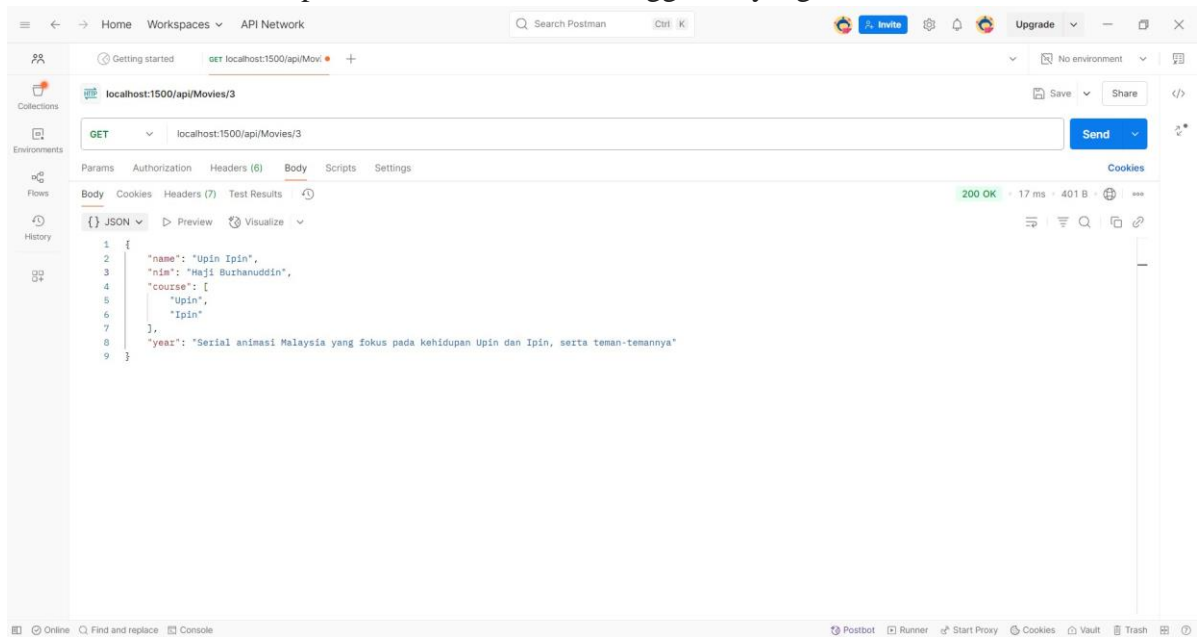 Home Workspaces API Network Search Postman Ctrl K Invite Upgrade
Getting started GET localhost:1500/api/Movi No environment
HTTP localhost:1500/api/Movies/3 Save Share
Collections
GET localhost:1500/api/Movies/3 Send
Environments
Params Authorization Headers (6) Body Scripts Settings Cookies
Flows
Body Cookies Headers (7) Test Results 200 OK 17 ms 401 B
{} JSON Preview Visualize
History
1 {
2 "name": "Upin Ipin",
3 "nim": "Haji Burhanuddin",
4 "course": [
5 "Upin",
6 "Ipin"
7 ],
8 "year": "Serial animasi Malaysia yang fokus pada kehidupan Upin dan Ipin, serta teman-temannya"
9 }
Online Find and replace Console Postbot Runner Start Proxy Cookies Vault Trash